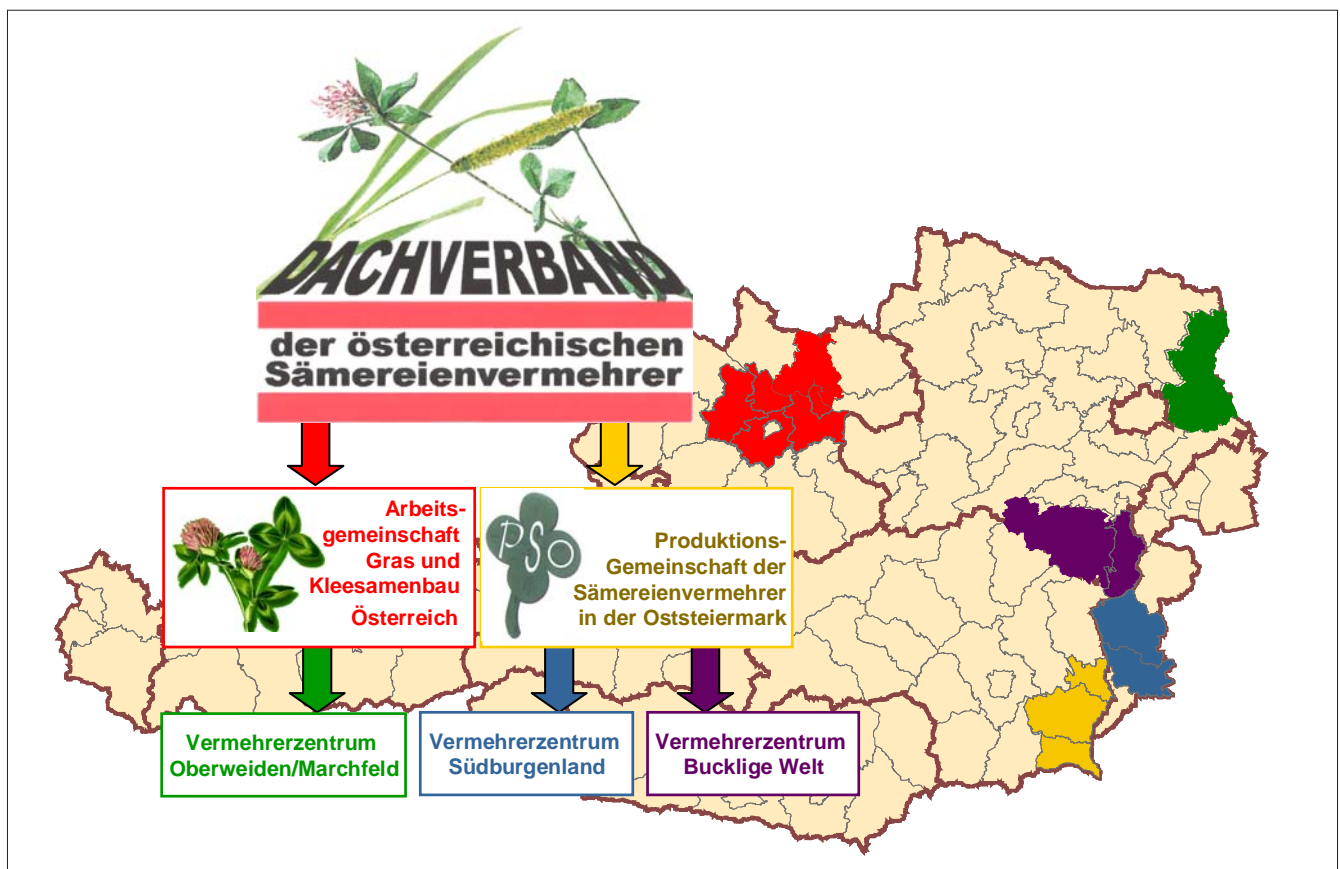 DACHVERBAND
der österreichischen
Sämereienvermehrer
Arbeits-
gemeinschaft
Gras und
Kleesamenbau
Österreich
PSO
Produktions-
Gemeinschaft der
Sämereienvermehrer
in der Oststeiermark
Vermehrerzentrum
Oberweiden/Marchfeld
Vermehrerzentrum
Südburgenland
Vermehrerzentrum
Bucklige Welt